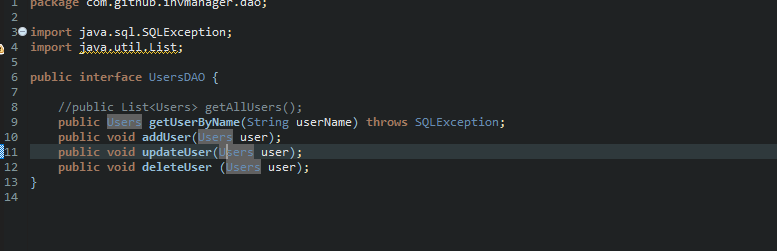 1 package com.github.invmanager.dao;
2
3 import java.sql.SQLException;
4 import java.util.List;
5
6 public interface UsersDAO {
7
8 //public List<Users> getAllUsers();
9 public Users getUserByName(String userName) throws SQLException;
10 public void addUser(Users user);
11 public void updateUser(Users user);
12 public void deleteUser (Users user);
13 }
14